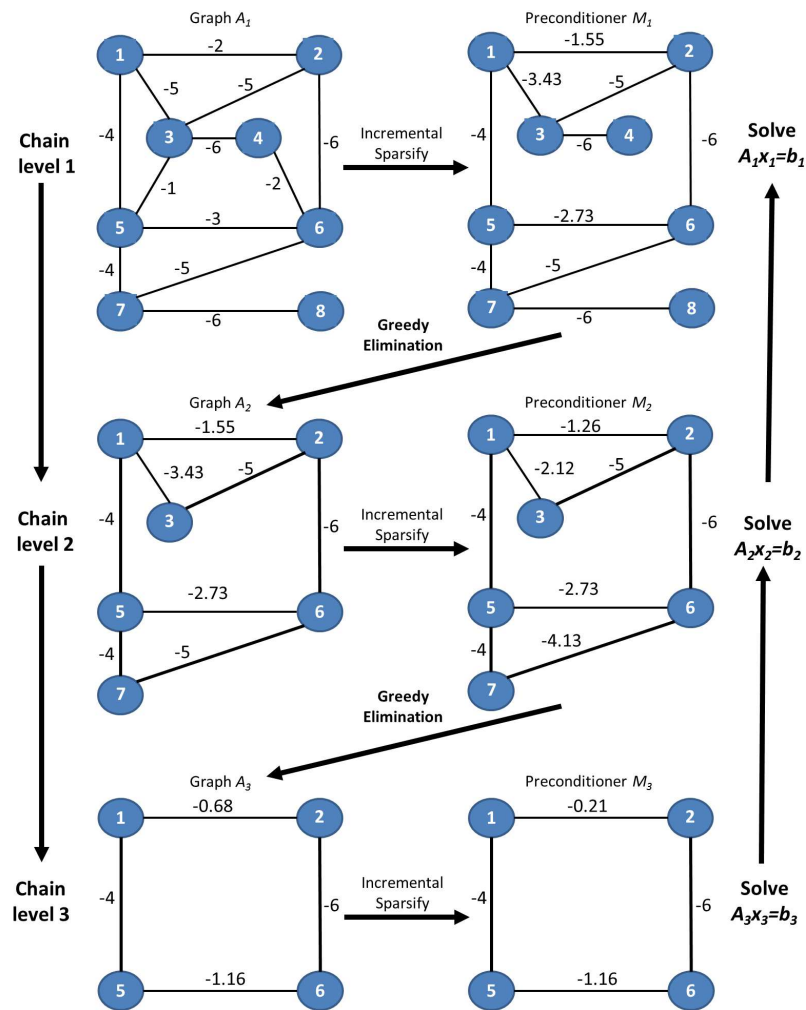 Graph A1
Preconditioner M1
1
-2
2
1
-1.55
2
-5
-5
-3.43
-5
Chain
level 1
-4
3
-6
4
-6
Incremental
Sparsify
-4
3
-6
4
-6
Solve
A1x1=b1
-1
-2
5
-3
6
5
-2.73
6
-4
-5
-4
-5
7
-6
8
7
-6
8
Greedy
Elimination
Graph A2
Preconditioner M2
1
-1.55
2
1
-1.26
2
-3.43
-5
-2.12
-5
Chain
level 2
-4
3
-6
Incremental
Sparsify
-4
3
-6
Solve
A2x2=b2
5
-2.73
6
5
-2.73
6
-4
-5
-4
-4.13
7
7
Greedy
Elimination
Graph A3
Preconditioner M3
1
-0.68
2
1
-0.21
2
Chain
level 3
-4
-6
Incremental
Sparsify
-4
-6
Solve
A3x3=b3
5
-1.16
6
5
-1.16
6